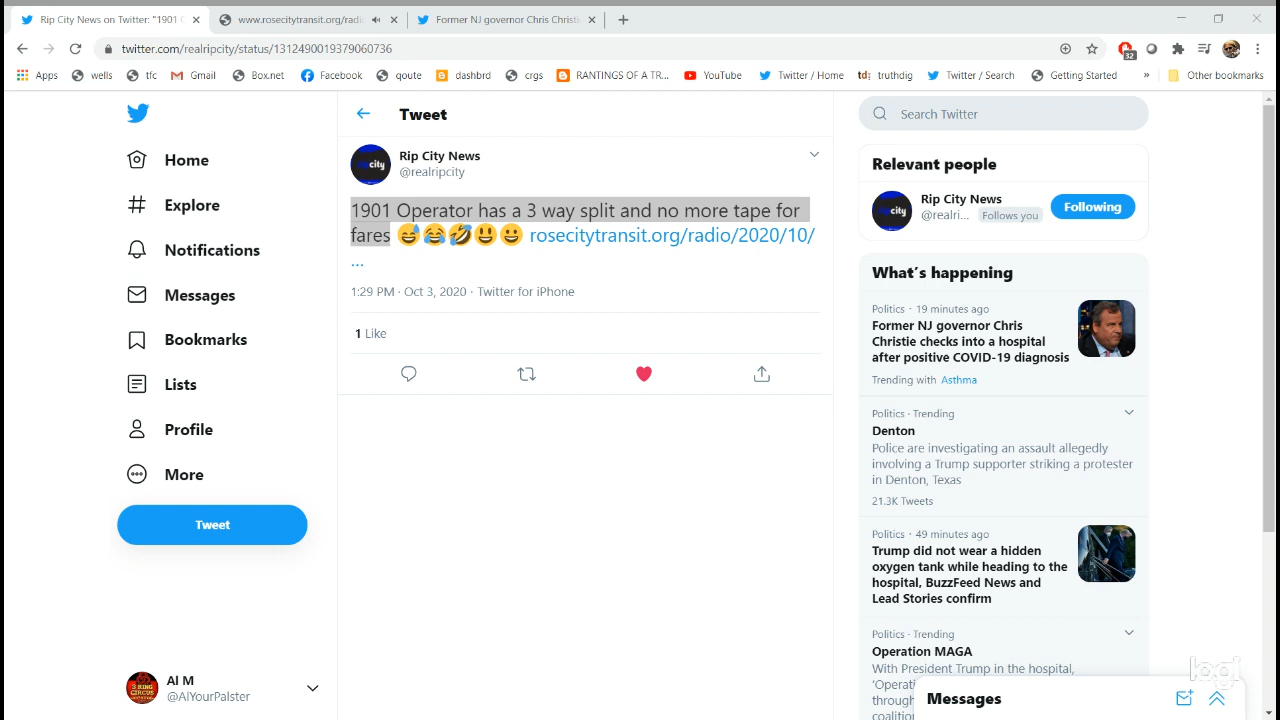 Rip City News on Twitter: "1901 O
www.rosecitytransit.org/radi
Former NJ governor Chris Christi
twitter.com/realripcity/status/1312490019379060736
32
Apps
wells
tfc
Gmail
Box.net
Facebook
qoute
dashbrd
crgs
RANTINGS OF A TR...
YouTube
Twitter / Home
td:
truthdig
Twitter / Search
Getting Started
»
Other bookmarks
Home
Explore
Notifications
Messages
Bookmarks
Lists
Profile
More
Tweet
Al M
@AlYourPalster
Tweet
city
Rip City News
@realripcity
1901 Operator has a 3 way split and no more tape for
fares 😅😂🤣😃😀 rosecitytransit.org/radio/2020/10/
...
1:29 PM · Oct 3, 2020 · Twitter for iPhone
1 Like
Search Twitter
Relevant people
city
Rip City News
@realri... Follows you
Following
What's happening
Politics · 19 minutes ago
Former NJ governor Chris
Christie checks into a hospital
after positive COVID-19 diagnosis
Trending with Asthma
Politics · Trending
Denton
Police are investigating an assault allegedly
involving a Trump supporter striking a protester
in Denton, Texas
21.3K Tweets
Politics · 49 minutes ago
Trump did not wear a hidden
oxygen tank while heading to the
hospital, BuzzFeed News and
Lead Stories confirm
Politics · Trending
Operation MAGA
With President Trump in the hospital,
'Operati
through
coalitio
logi
Messages